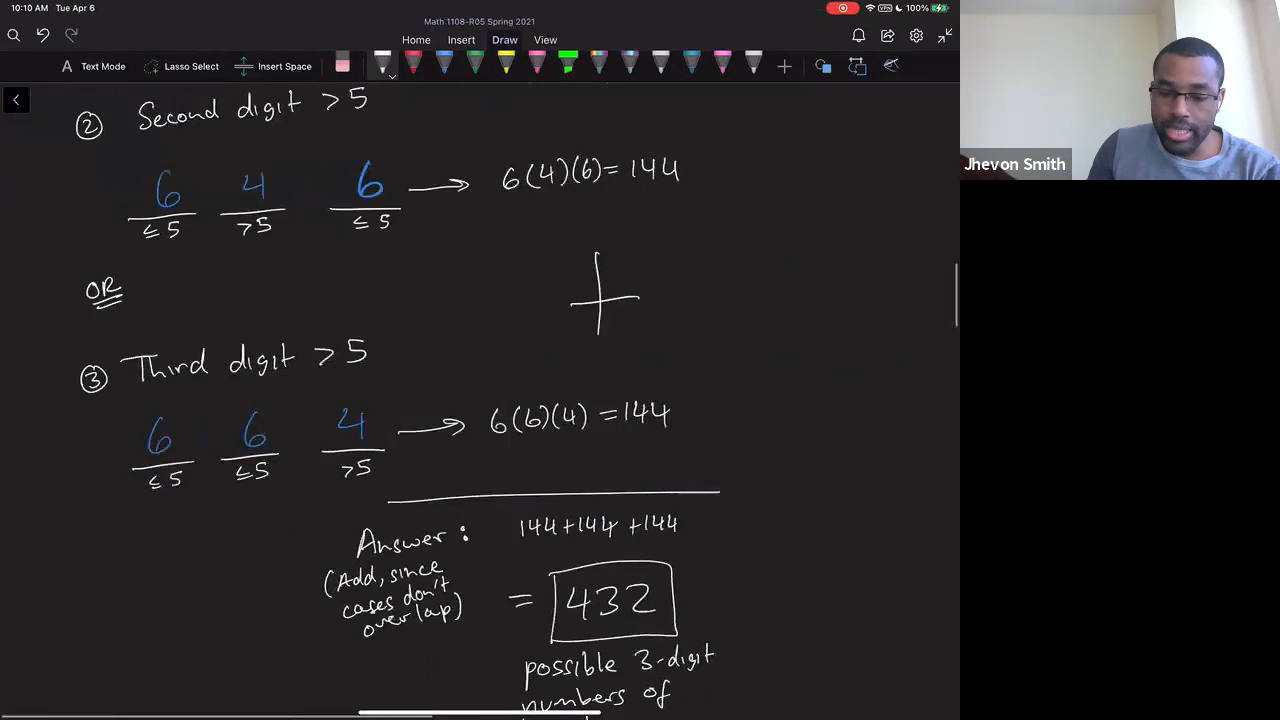 10:10 AM Tue Apr 6
VPN 100%
Math 1108-R05 Spring 2021
Home Insert Draw View
A Text Mode Lasso Select Insert Space
Jhevon Smith
② Second digit > 5
6 4 6 → 6(4)(6) = 144
≤ 5 >5 ≤ 5
OR
+
③ Third digit > 5
6 6 4 → 6(6)(4) = 144
≤ 5 ≤ 5 >5
Answer: 144+144+144
(Add, since
cases don't
overlap)
= 432
possible 3-digit
numbers of